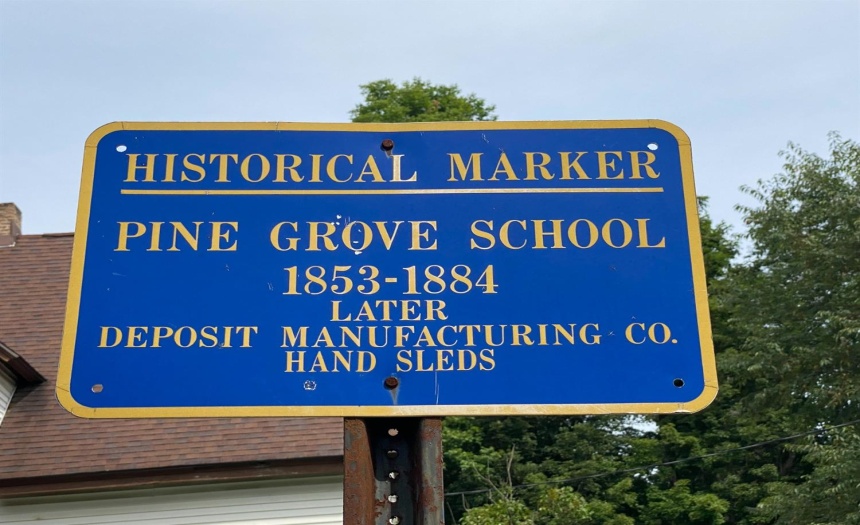 HISTORICAL MARKER
PINE GROVE SCHOOL
1853-1884
LATER
DEPOSIT MANUFACTURING CO.
HAND SLEDS